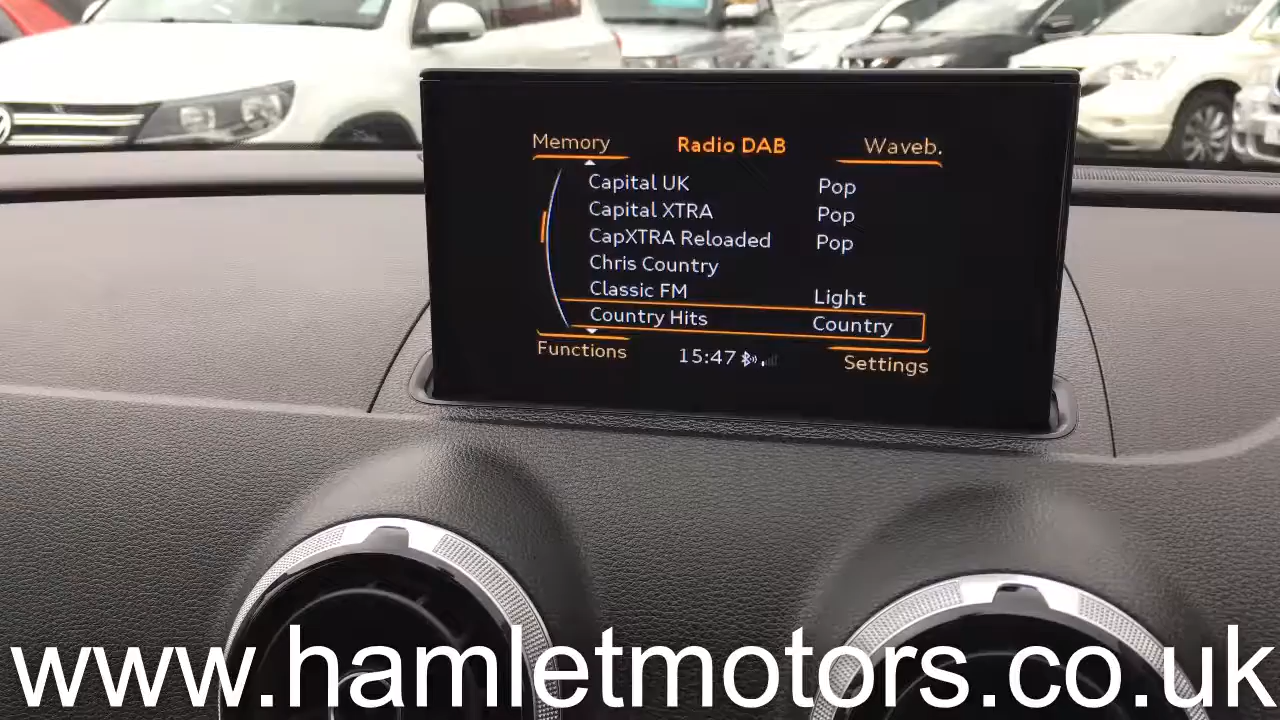 Memory Radio DAB Waveb.
Capital UK Pop
Capital XTRA Pop
CapXTRA Reloaded Pop
Chris Country
Classic FM Light
Country Hits Country
Functions 15:47 Settings
www.hamletmotors.co.uk